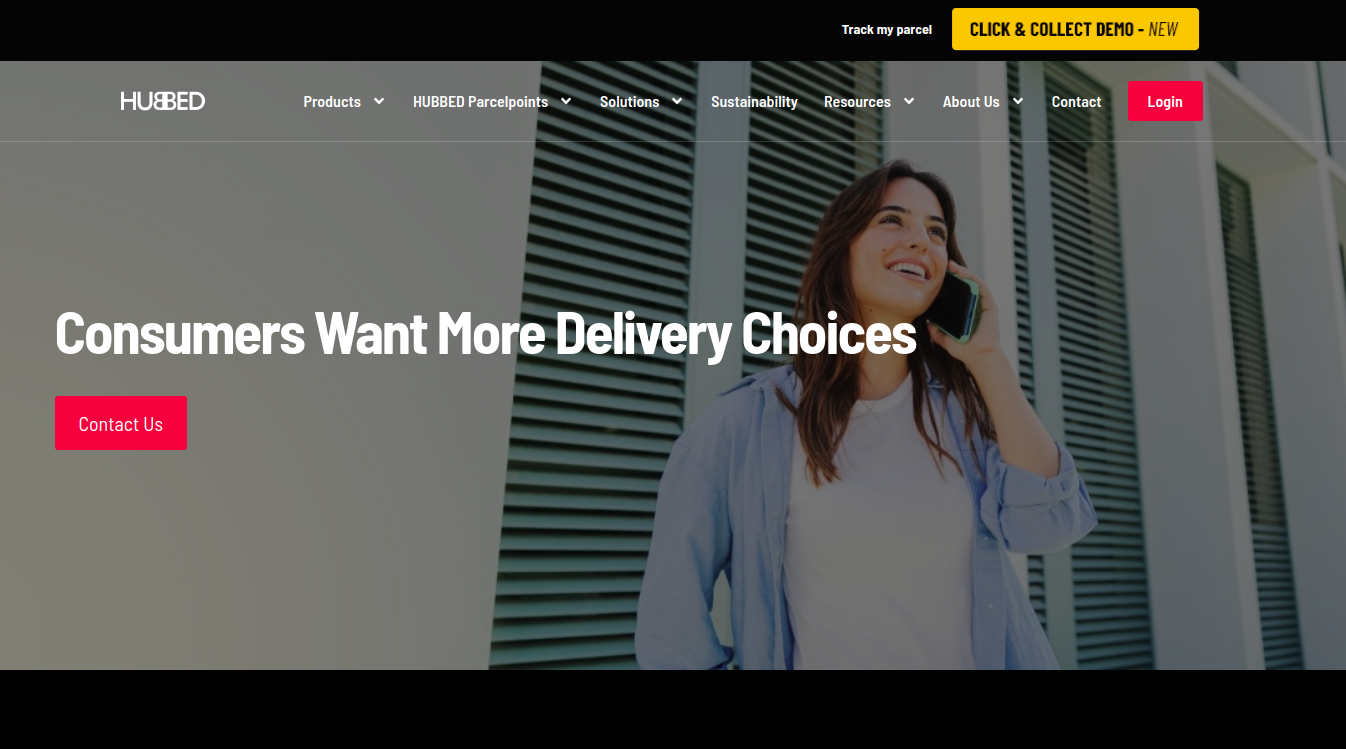 Track my parcel
CLICK & COLLECT DEMO - NEW
HUBBED
Products
HUBBED Parcelpoints
Solutions
Sustainability
Resources
About Us
Contact
Login
Consumers Want More Delivery Choices
Contact Us